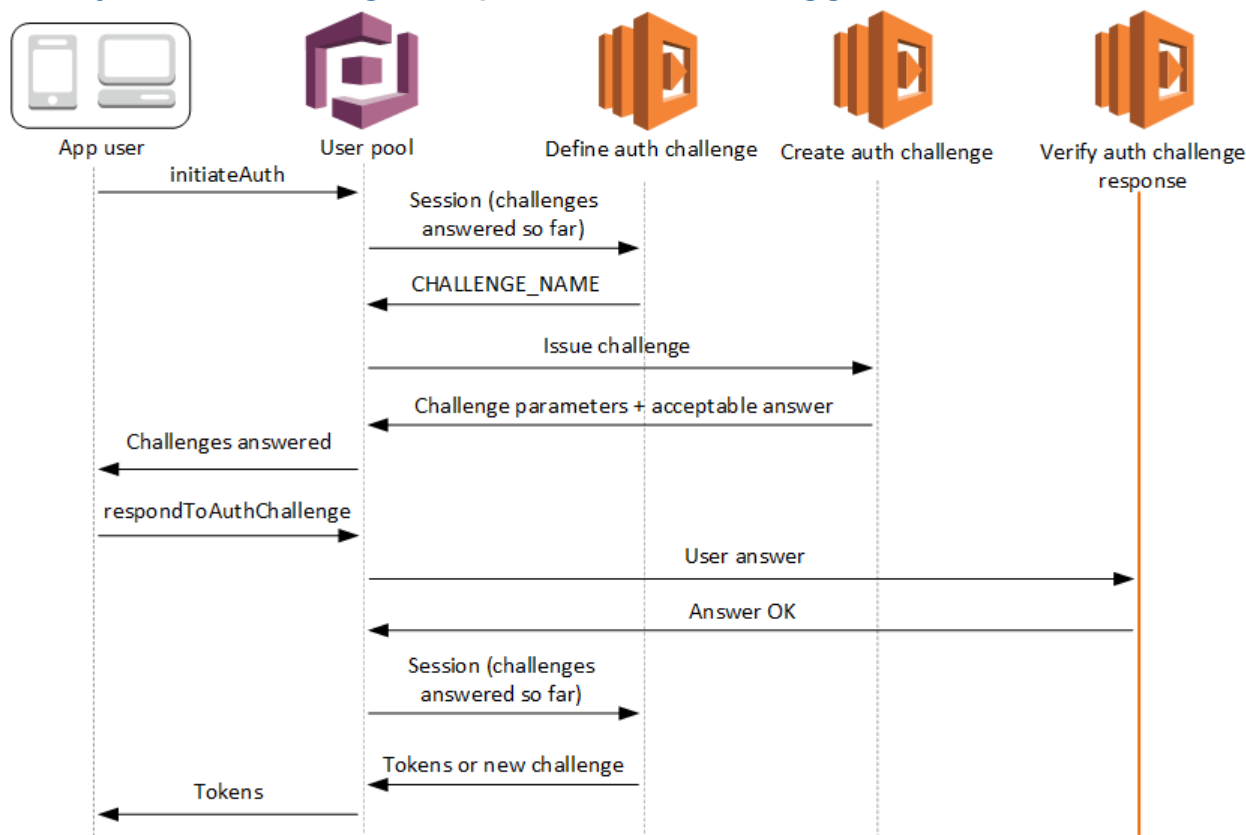 App user
User pool
Define auth challenge
Create auth challenge
Verify auth challenge
response
initiateAuth
Session (challenges
answered so far)
CHALLENGE_NAME
Issue challenge
Challenge parameters + acceptable answer
Challenges answered
respondToAuthChallenge
User answer
Answer OK
Session (challenges
answered so far)
Tokens or new challenge
Tokens